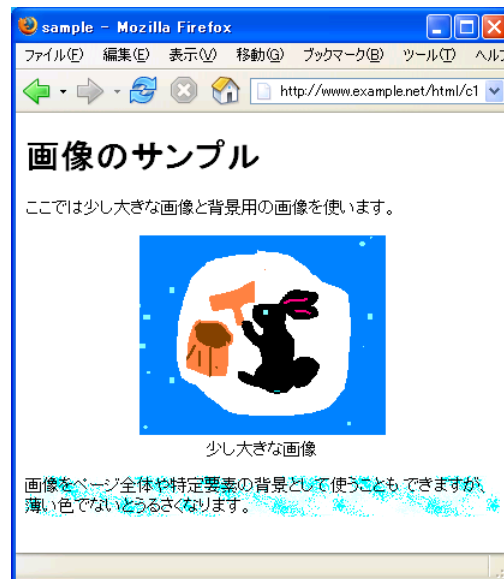 sample - Mozilla Firefox
ファイル(F) 編集(E) 表示(V) 移動(G) ブックマーク(B) ツール(T) ヘルプ
http://www.example.net/html/c1
画像のサンプル
ここでは少し大きな画像と背景用の画像を使います。
少し大きな画像
画像をページ全体や特定要素の背景として使うことも できますが、
薄い色でないとうるさくなります。